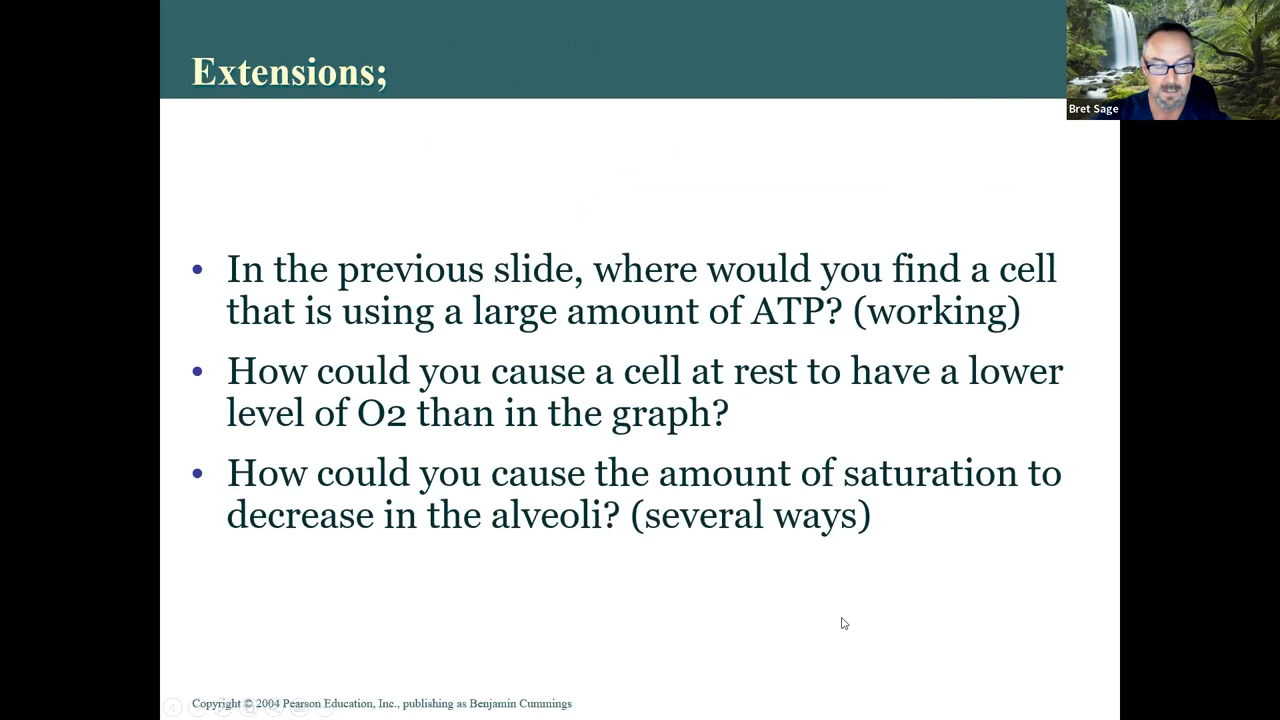 Extensions;
Bret Sage
• In the previous slide, where would you find a cell
that is using a large amount of ATP? (working)
• How could you cause a cell at rest to have a lower
level of O2 than in the graph?
• How could you cause the amount of saturation to
decrease in the alveoli? (several ways)
Copyright © 2004 Pearson Education, Inc., publishing as Benjamin Cummings